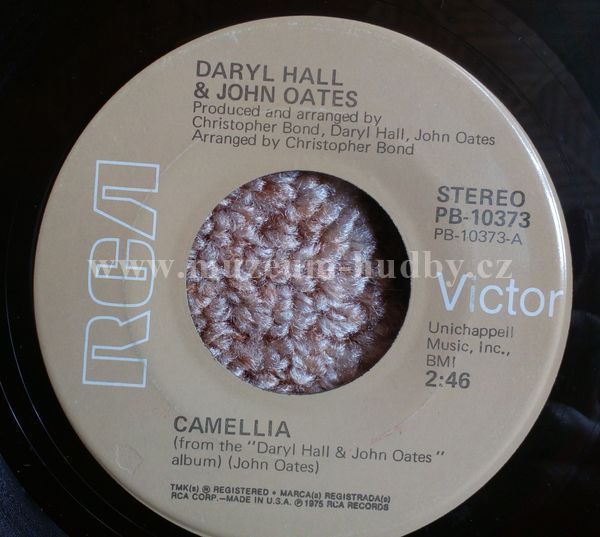 DARYL HALL
& JOHN OATES
Produced and arranged by
Christopher Bond, Daryl Hall, John Oates
Arranged by Christopher Bond
RCA
STEREO
PB-10373
PB-10373-A
www.muzeum-hudby.cz
Victor
Unichappell
Music, Inc.,
BMI
2:46
CAMELLIA
(from the "Daryl Hall & John Oates"
album) (John Oates)
TMK(s) ® REGISTERED • MARCA(s) REGISTRADA(s)
RCA CORP.—MADE IN U.S.A. ℗ 1975 RCA RECORDS